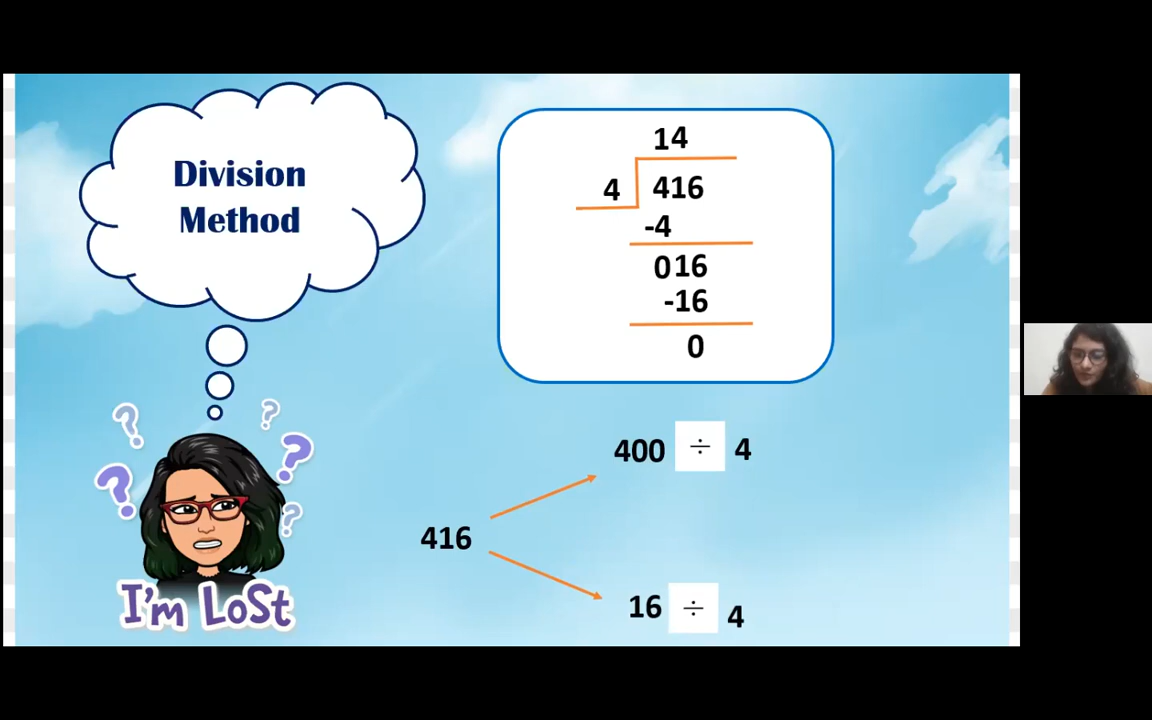 Division
Method
14
4 416
-4
016
-16
0
400 ÷ 4
416
16 ÷ 4
? ? ? ? ?
I'm LoSt